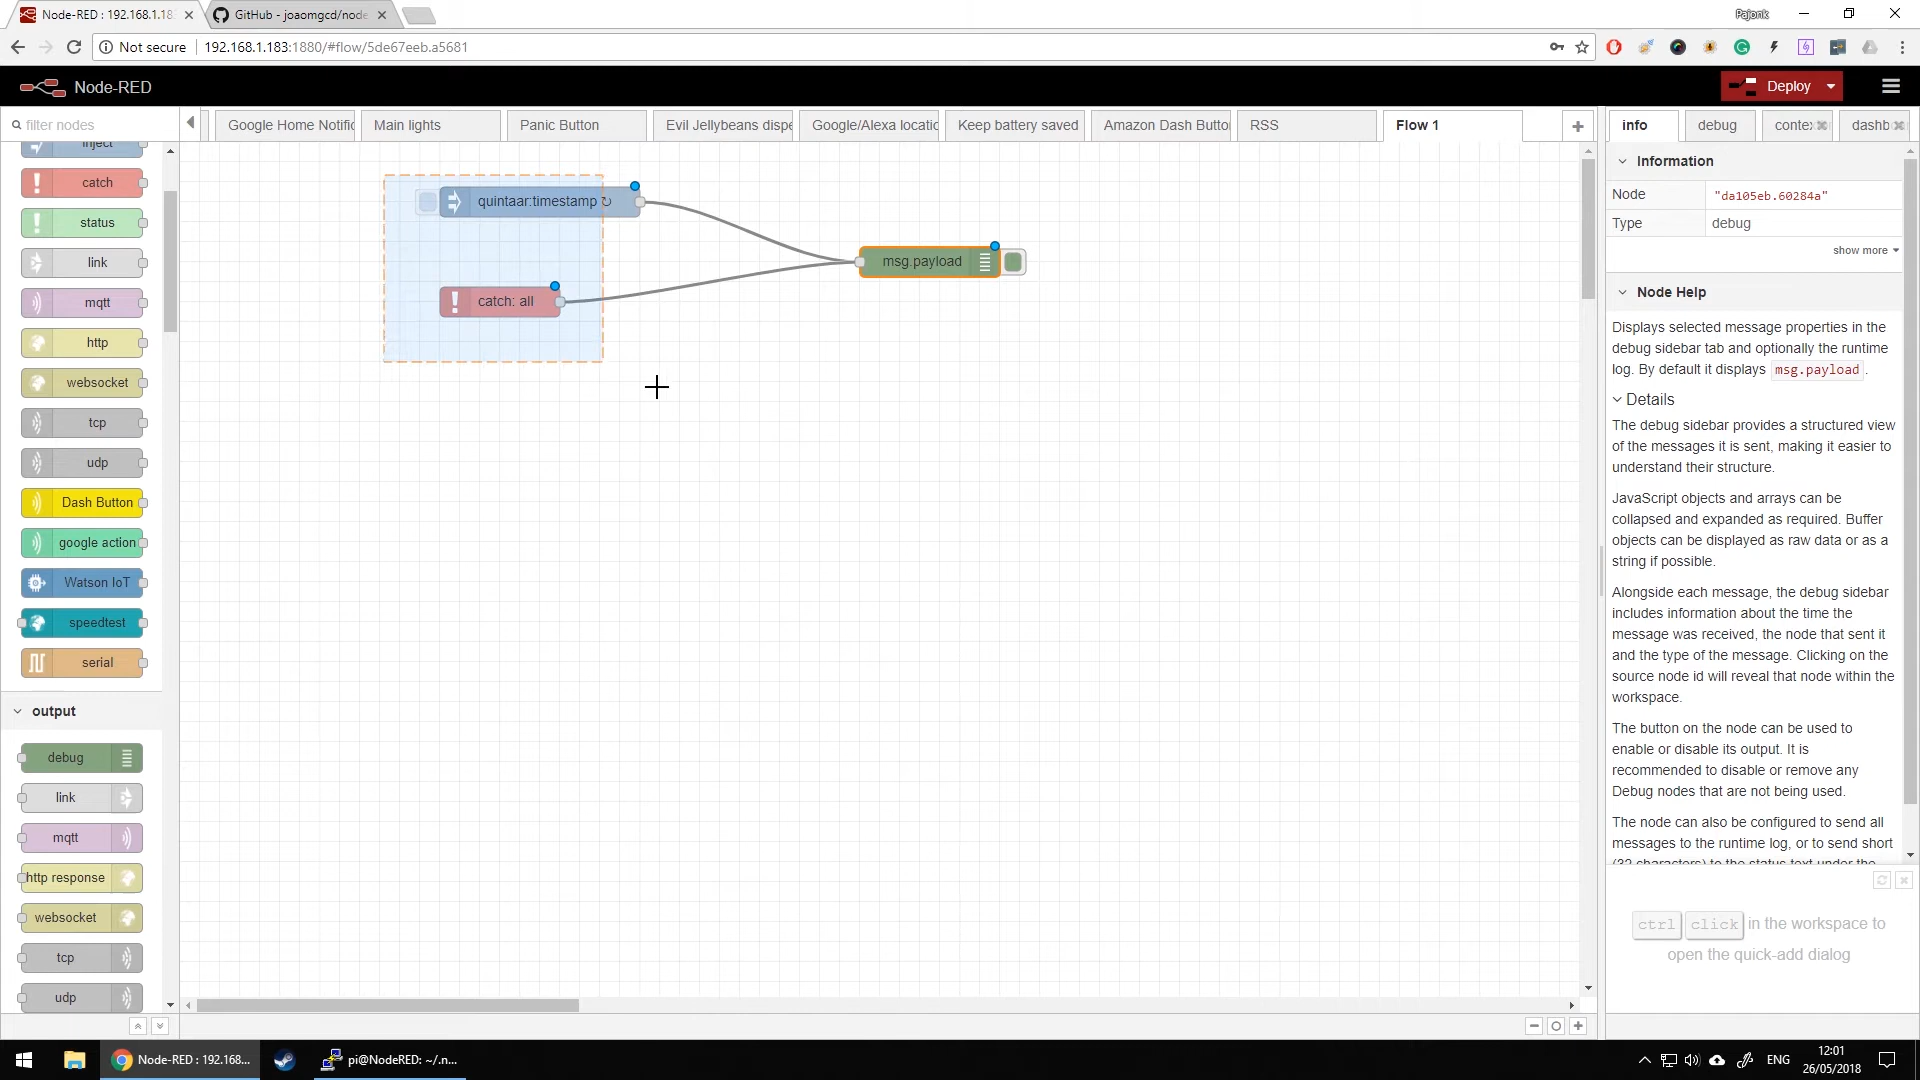 Node-RED : 192.168.1.18
GitHub - joaomgcd/node
Pajonk
Not secure
192.168.1.183:1880/#flow/5de67eeb.a5681
Node-RED
Deploy
filter nodes
Google Home Notific
Main lights
Panic Button
Evil Jellybeans dispe
Google/Alexa locatic
Keep battery saved
Amazon Dash Butto
RSS
Flow 1
info
debug
contex
dashb
inject
catch
status
link
mqtt
http
websocket
tcp
udp
Dash Button
google action
Watson IoT
speedtest
serial
output
debug
link
mqtt
http response
websocket
tcp
udp
quintaar:timestamp ↻
catch: all
msg.payload
Information
Node "da105eb.60284a"
Type debug
show more
Node Help
Displays selected message properties in the
debug sidebar tab and optionally the runtime
log. By default it displays msg.payload .
Details
The debug sidebar provides a structured view
of the messages it is sent, making it easier to
understand their structure.
JavaScript objects and arrays can be
collapsed and expanded as required. Buffer
objects can be displayed as raw data or as a
string if possible.
Alongside each message, the debug sidebar
includes information about the time the
message was received, the node that sent it
and the type of the message. Clicking on the
source node id will reveal that node within the
workspace.
The button on the node can be used to
enable or disable its output. It is
recommended to disable or remove any
Debug nodes that are not being used.
The node can also be configured to send all
messages to the runtime log, or to send short
(32 characters) to the status text under the
ctrl click in the workspace to
open the quick-add dialog
Node-RED : 192.168...
pi@NodeRED: ~/.n...
ENG
12:01
26/05/2018